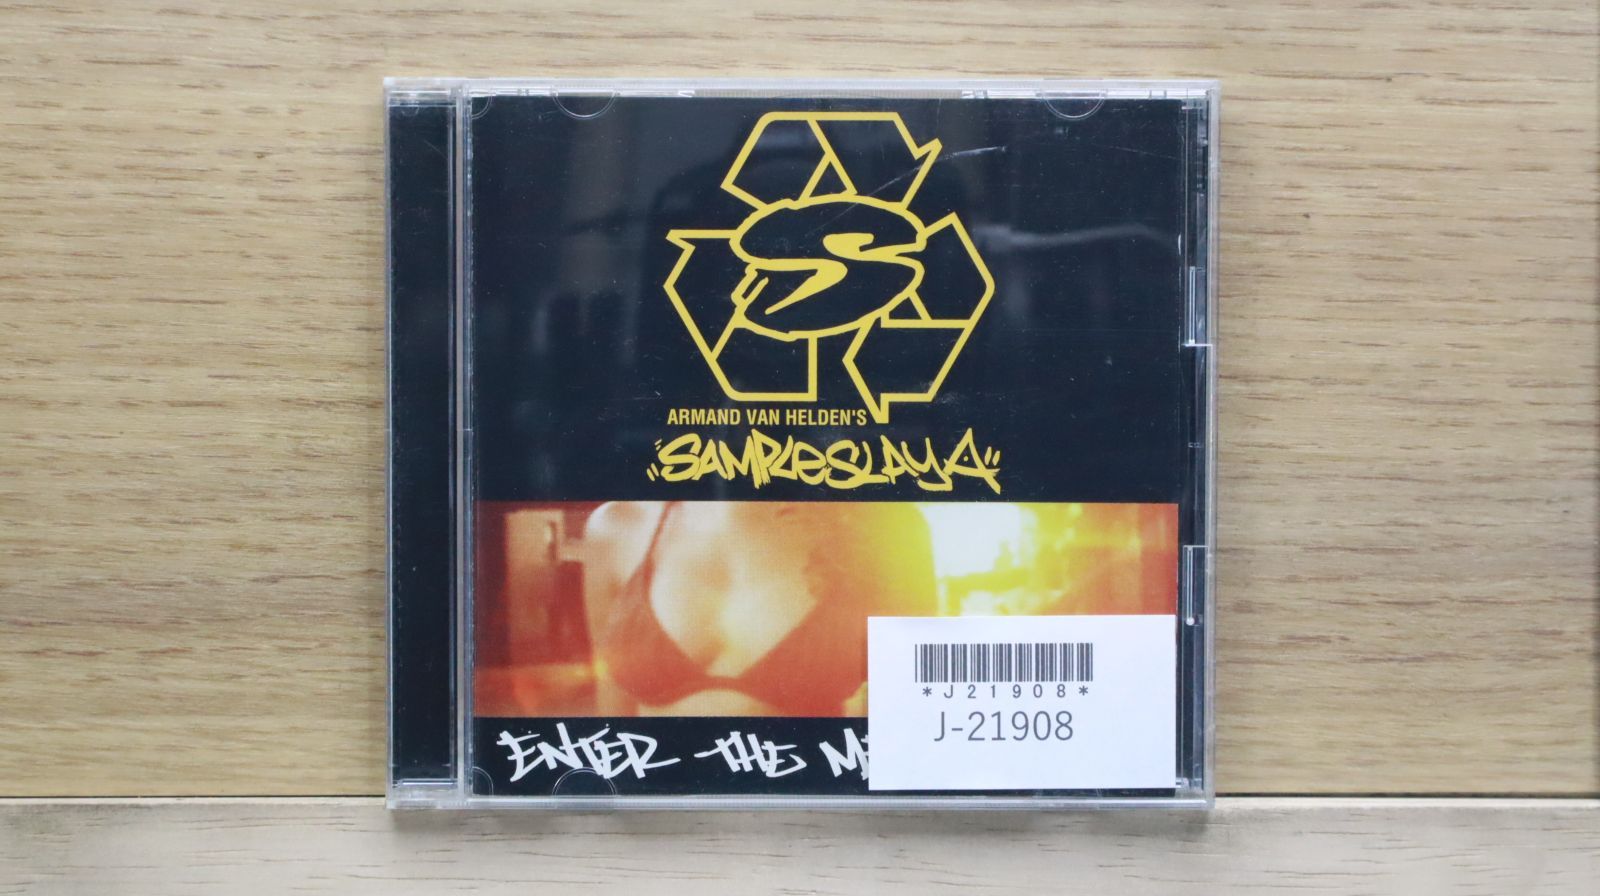 S
ARMAND VAN HELDEN'S
"SAMPLESLAYA"
ENTER THE
*J21908*
J-21908